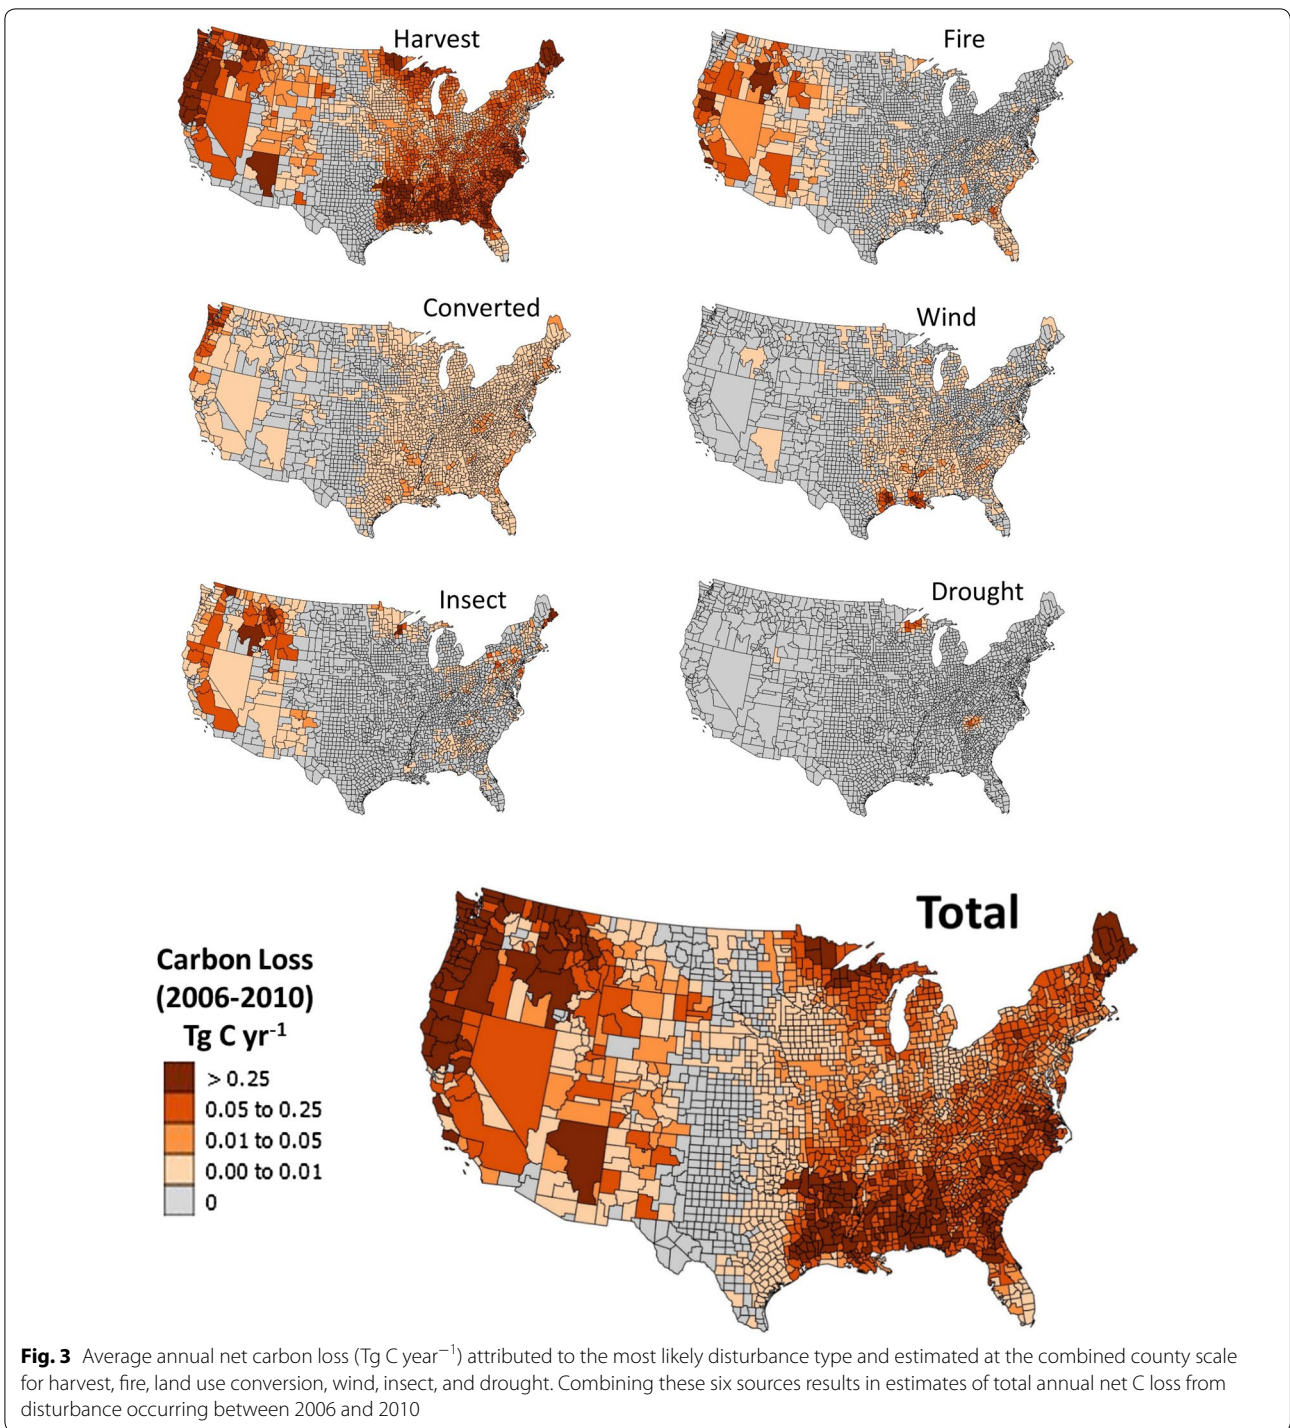 Harvest
Fire
Converted
Wind
Insect
Drought
Total
Carbon Loss
(2006-2010)
Tg C yr-1
> 0.25
0.05 to 0.25
0.01 to 0.05
0.00 to 0.01
0
Fig. 3 Average annual net carbon loss (Tg C year−1) attributed to the most likely disturbance type and estimated at the combined county scale
for harvest, fire, land use conversion, wind, insect, and drought. Combining these six sources results in estimates of total annual net C loss from
disturbance occurring between 2006 and 2010